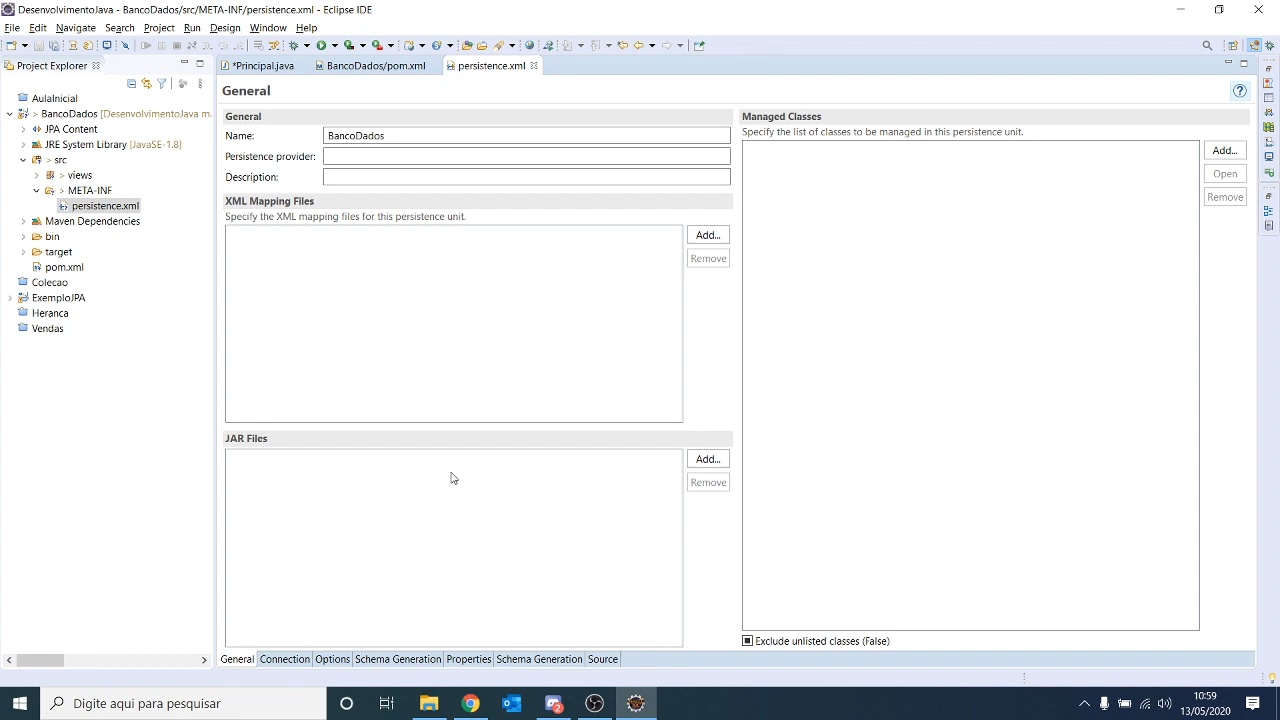 DesenvolvimentoJava - BancoDados/src/META-INF/persistence.xml - Eclipse IDE
File Edit Navigate Search Project Run Design Window Help
Project Explorer
*Principal.java BancoDados/pom.xml persistence.xml
AulaInicial
> BancoDados [DesenvolvimentoJava m
JPA Content
JRE System Library [JavaSE-1.8]
> src
> views
> META-INF
persistence.xml
Maven Dependencies
bin
target
pom.xml
Colecao
ExemploJPA
Heranca
Vendas
General
General
Name: BancoDados
Persistence provider:
Description:
XML Mapping Files
Specify the XML mapping files for this persistence unit.
Add...
Remove
JAR Files
Add...
Remove
Managed Classes
Specify the list of classes to be managed in this persistence unit.
Add...
Open
Remove
Exclude unlisted classes (False)
General Connection Options Schema Generation Properties Schema Generation Source
Digite aqui para pesquisar
10:59
13/05/2020